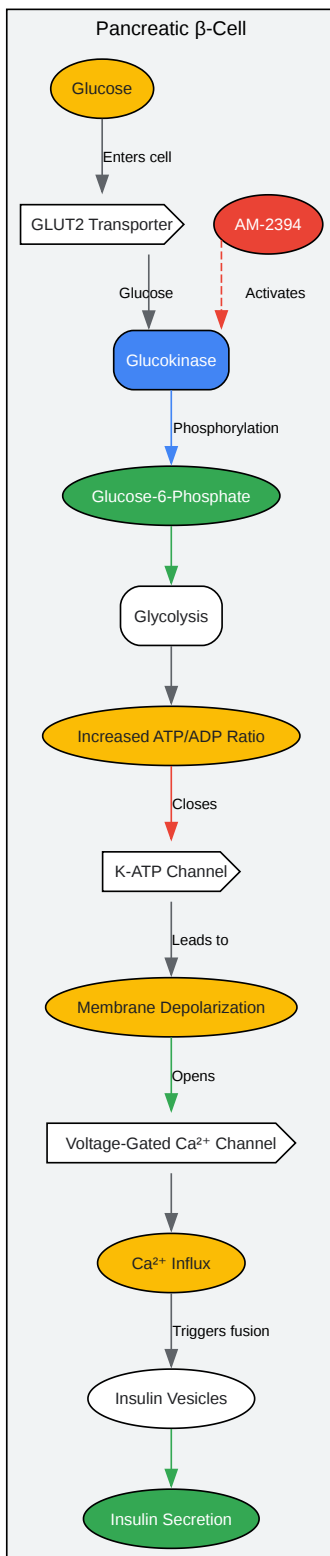 Pancreatic β-Cell
Glucose
Enters cell
GLUT2 Transporter
AM-2394
Glucose
Activates
Glucokinase
Phosphorylation
Glucose-6-Phosphate
Glycolysis
Increased ATP/ADP Ratio
Closes
K-ATP Channel
Leads to
Membrane Depolarization
Opens
Voltage-Gated Ca²⁺ Channel
Ca²⁺ Influx
Triggers fusion
Insulin Vesicles
Insulin Secretion